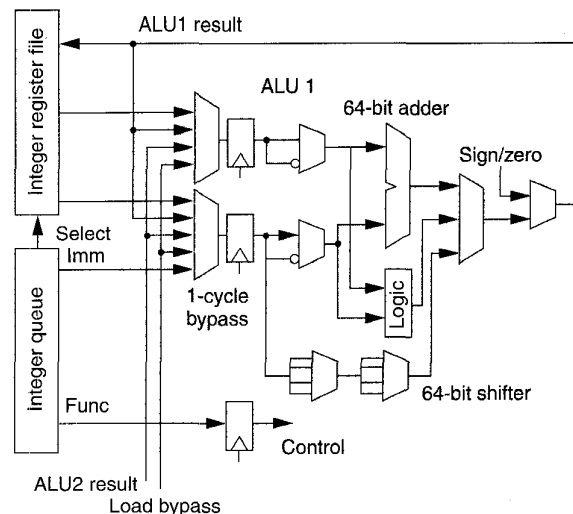 ALU1 result
Integer register file
ALU 1
64-bit adder
Sign/zero
Select
Imm
1-cycle
bypass
Logic
Integer queue
64-bit shifter
Func
Control
ALU2 result
Load bypass